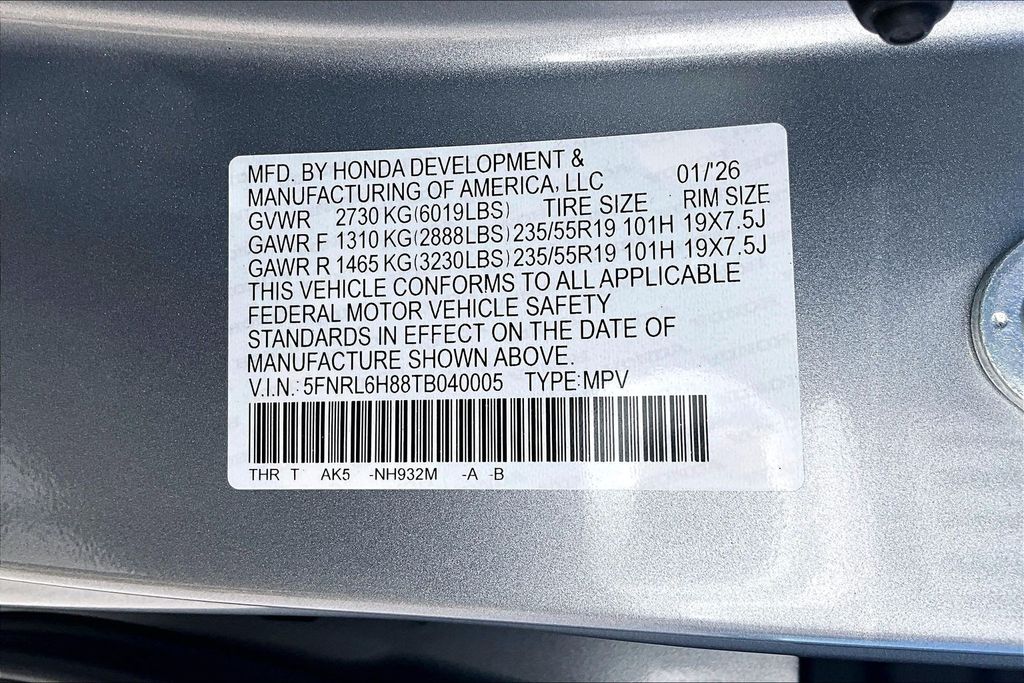 MFD. BY HONDA DEVELOPMENT &
MANUFACTURING OF AMERICA, LLC 01/'26
GVWR 2730 KG(6019LBS) TIRE SIZE RIM SIZE
GAWR F 1310 KG(2888LBS) 235/55R19 101H 19X7.5J
GAWR R 1465 KG(3230LBS) 235/55R19 101H 19X7.5J
THIS VEHICLE CONFORMS TO ALL APPLICABLE
FEDERAL MOTOR VEHICLE SAFETY
STANDARDS IN EFFECT ON THE DATE OF
MANUFACTURE SHOWN ABOVE.
V.I.N.: 5FNRL6H88TB040005 TYPE:MPV
THR T AK5 -NH932M -A -B